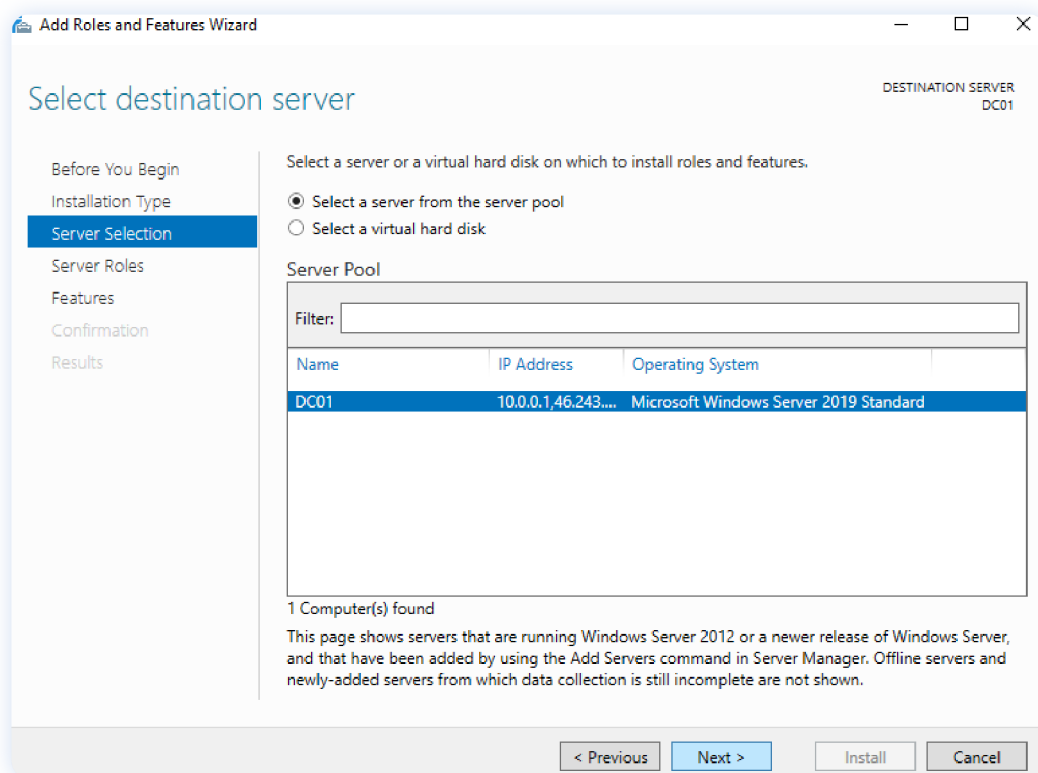 Add Roles and Features Wizard
Select destination server
DESTINATION SERVER
DC01
Before You Begin
Installation Type
Server Selection
Server Roles
Features
Confirmation
Results
Select a server or a virtual hard disk on which to install roles and features.
Select a server from the server pool
Select a virtual hard disk
Server Pool
Filter:
Name IP Address Operating System
DC01 10.0.0.1,46.243.... Microsoft Windows Server 2019 Standard
1 Computer(s) found
This page shows servers that are running Windows Server 2012 or a newer release of Windows Server,
and that have been added by using the Add Servers command in Server Manager. Offline servers and
newly-added servers from which data collection is still incomplete are not shown.
< Previous Next > Install Cancel